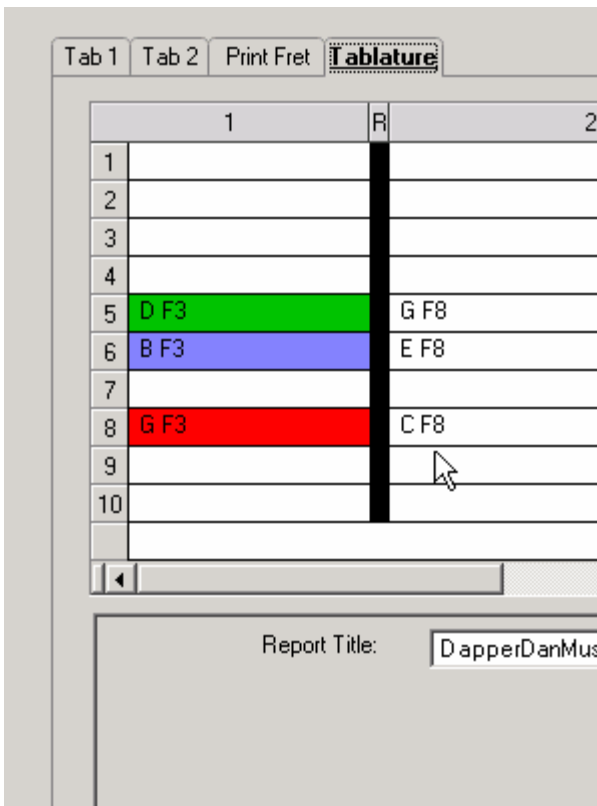 Tab 1 Tab 2 Print Fret Tablature
1 R 2
1
2
3
4
5 D F3 G F8
6 B F3 E F8
7
8 G F3 C F8
9
10
Report Title: DapperDanMus